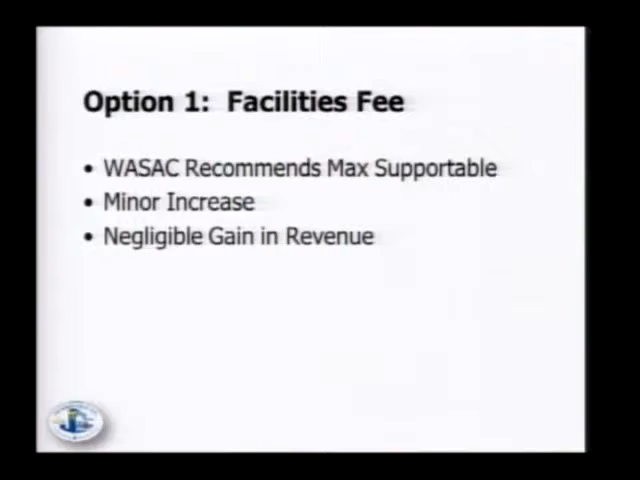 Option 1: Facilities Fee
• WASAC Recommends Max Supportable
• Minor Increase
• Negligible Gain in Revenue